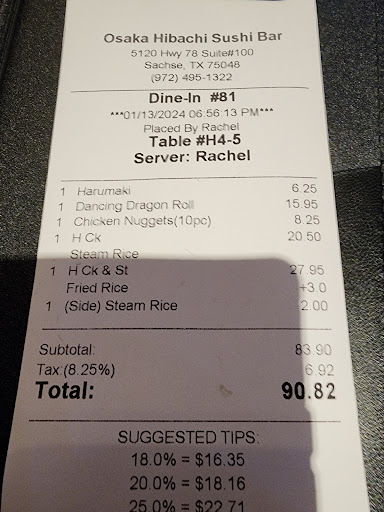 Osaka Hibachi Sushi Bar
5120 Hwy 78 Suite#100
Sachse, TX 75048
(972) 495-1322
Dine-In #81
***01/13/2024 06:56:13 PM***
Placed By Rachel
Table #H4-5
Server: Rachel
1 Harumaki 6.25
1 Dancing Dragon Roll 15.95
1 Chicken Nuggets(10pc) 8.25
1 H Ck 20.50
Steam Rice
1 H Ck & St 27.95
Fried Rice +3.0
1 (Side) Steam Rice 2.00
Subtotal: 83.90
Tax:(8.25%) 6.92
Total: 90.82
SUGGESTED TIPS:
18.0% = $16.35
20.0% = $18.16
25.0% = $22.71